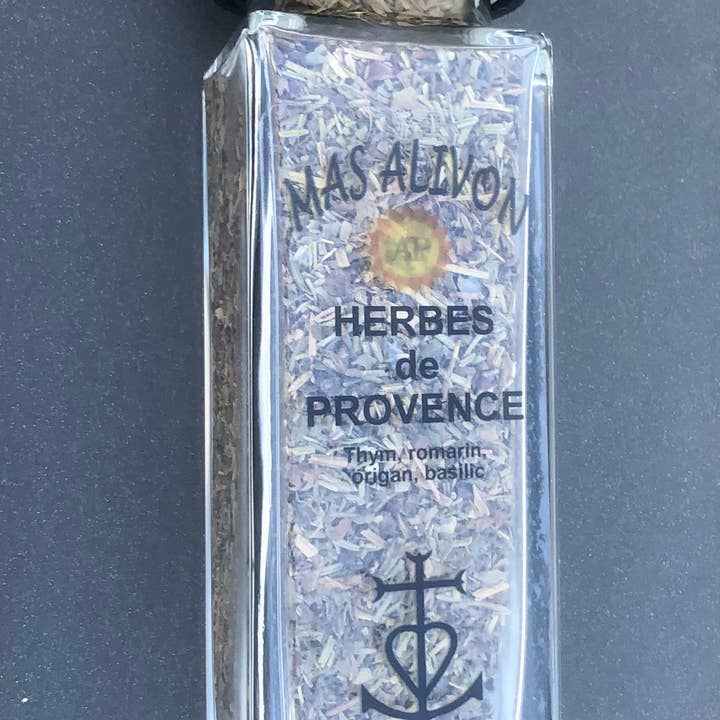 MAS ALIVON
AP
HERBES
de
PROVENCE
Thym, romarin,
origan, basilic